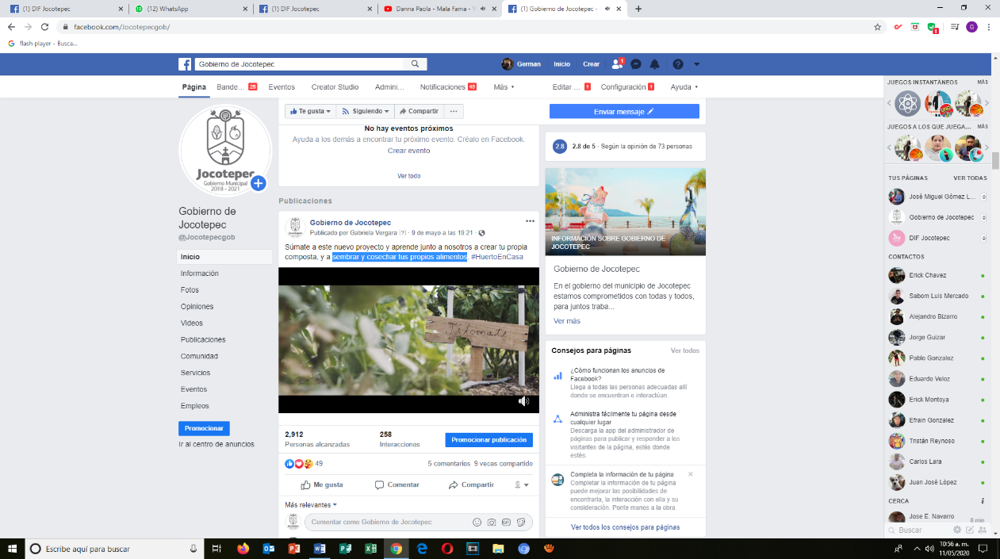 (1) DIF Jocotepec
(12) WhatsApp
(1) DIF Jocotepec
Danna Paola - Mala Fama - Y
(1) Gobierno de Jocotepec -
facebook.com/Jocotepecgob/
flash player - Busca...
Gobierno de Jocotepec
German Inicio Crear 1
Página Bande... 26 Eventos Creator Studio Admini... Notificaciones 45 Más Editar ... 1 Configuración 1 Ayuda
Jocotepec
Gobierno Municipal
2018 - 2021
Gobierno de
Jocotepec
@Jocotepecgob
Inicio
Información
Fotos
Opiniones
Videos
Publicaciones
Comunidad
Servicios
Eventos
Empleos
Promocionar
Ir al centro de anuncios
Te gusta Siguiendo Compartir ...
No hay eventos próximos
Ayuda a los demás a encontrar tu próximo evento. Créalo en Facebook.
Crear evento
Ver todo
Publicaciones
Gobierno de Jocotepec
Publicado por Gabriela Vergara [?] · 9 de mayo a las 19:21 ·
Súmate a este nuevo proyecto y aprende junto a nosotros a crear tu propia
composta, y a sembrar y cosechar tus propios alimentos. #HuertoEnCasa
Jitomate
2,912 258
Personas alcanzadas Interacciones
Promocionar publicación
49 5 comentarios 9 veces compartido
Me gusta Comentar Compartir
Más relevantes
Comentar como Gobierno de Jocotepec
Enviar mensaje
2.8 2.8 de 5 · Según la opinión de 73 personas
INFORMACIÓN SOBRE GOBIERNO DE
JOCOTEPEC
Gobierno de Jocotepec
En el gobierno del municipio de Jocotepec
estamos comprometidos con todas y todos,
para juntos traba...
Ver más
Consejos para páginas Ver todos
¿Cómo funcionan los anuncios de
Facebook?
Llega a todas las personas adecuadas allí
donde se encuentran e interactúan.
Administra fácilmente tu página desde
cualquier lugar
Descarga la app del administrador de
páginas para publicar y responder a los
visitantes de la página, estés donde
estés.
Completa la información de tu página
Completar la información de tu página
puede mejorar las posibilidades de
encontrarla, la interacción con ella y su
consideración. Ponte manos a la obra.
Ver todos los consejos para páginas
JUEGOS INSTANTÁNEOS MÁS
JUEGOS A LOS QUE JUEGA... MÁS
TUS PÁGINAS VER TODAS
José Miguel Gómez L...
Gobierno de Jocotepec
DIF Jocotepec
CONTACTOS
Erick Chavez
Sabom Luis Mercado
Alejandro Bizarro
Jorge Guizar
Pablo Gonzalez
Eduardo Veloz
Erick Montoya
Efrain Gonzalez
Tristán Reynoso
Carlos Lara
Juan José López
CERCA
Jose E. Navarro 8 min
Buscar
Escribe aquí para buscar
10:56 a. m.
11/05/2020